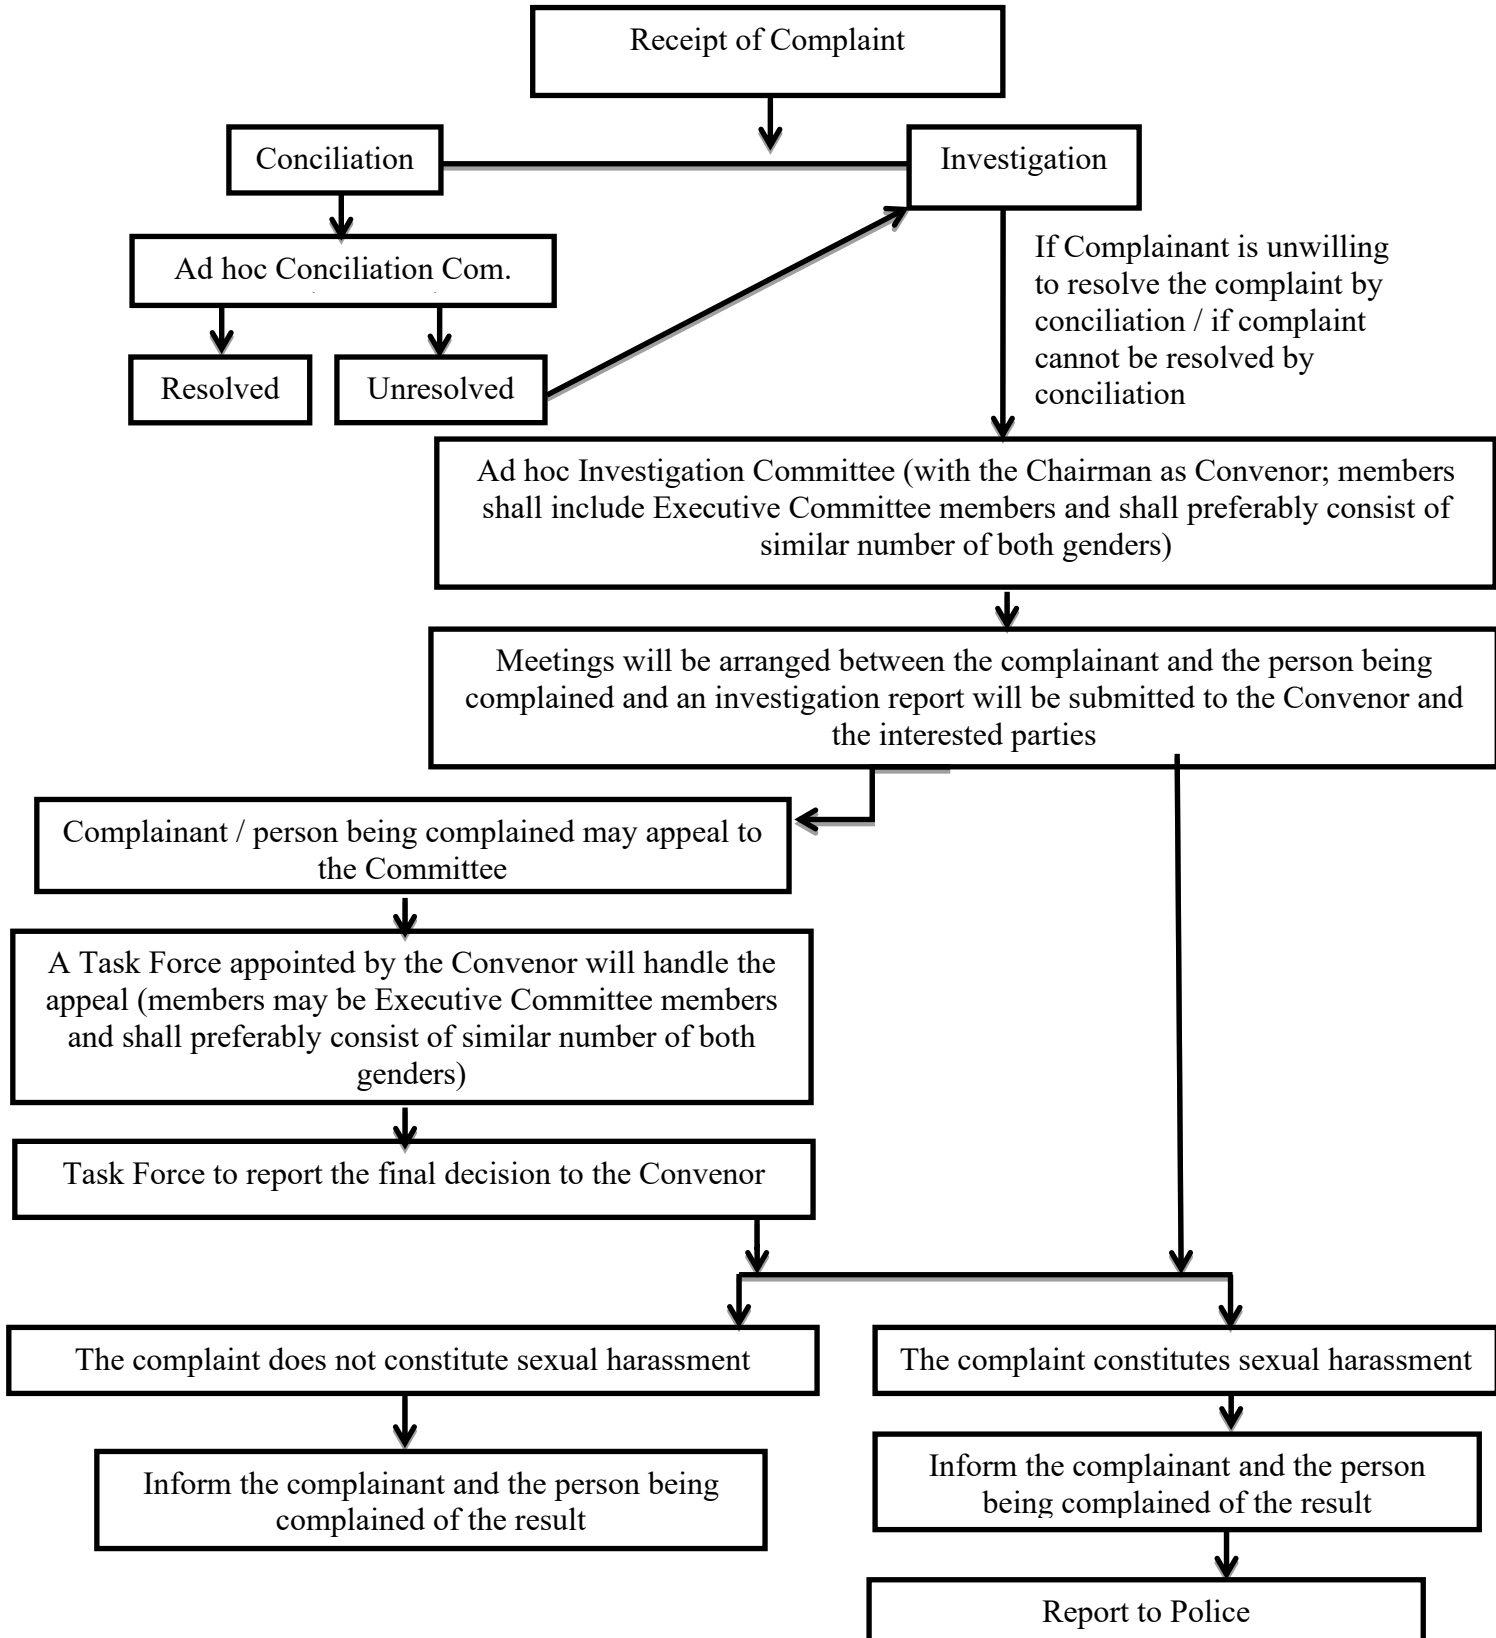 Receipt of Complaint
Conciliation
Investigation
Ad hoc Conciliation Com.
If Complainant is unwilling
to resolve the complaint by
conciliation / if complaint
cannot be resolved by
conciliation
Resolved
Unresolved
Ad hoc Investigation Committee (with the Chairman as Convenor; members
shall include Executive Committee members and shall preferably consist of
similar number of both genders)
Meetings will be arranged between the complainant and the person being
complained and an investigation report will be submitted to the Convenor and
the interested parties
Complainant / person being complained may appeal to
the Committee
A Task Force appointed by the Convenor will handle the
appeal (members may be Executive Committee members
and shall preferably consist of similar number of both
genders)
Task Force to report the final decision to the Convenor
The complaint does not constitute sexual harassment
The complaint constitutes sexual harassment
Inform the complainant and the person being
complained of the result
Inform the complainant and the person
being complained of the result
Report to Police